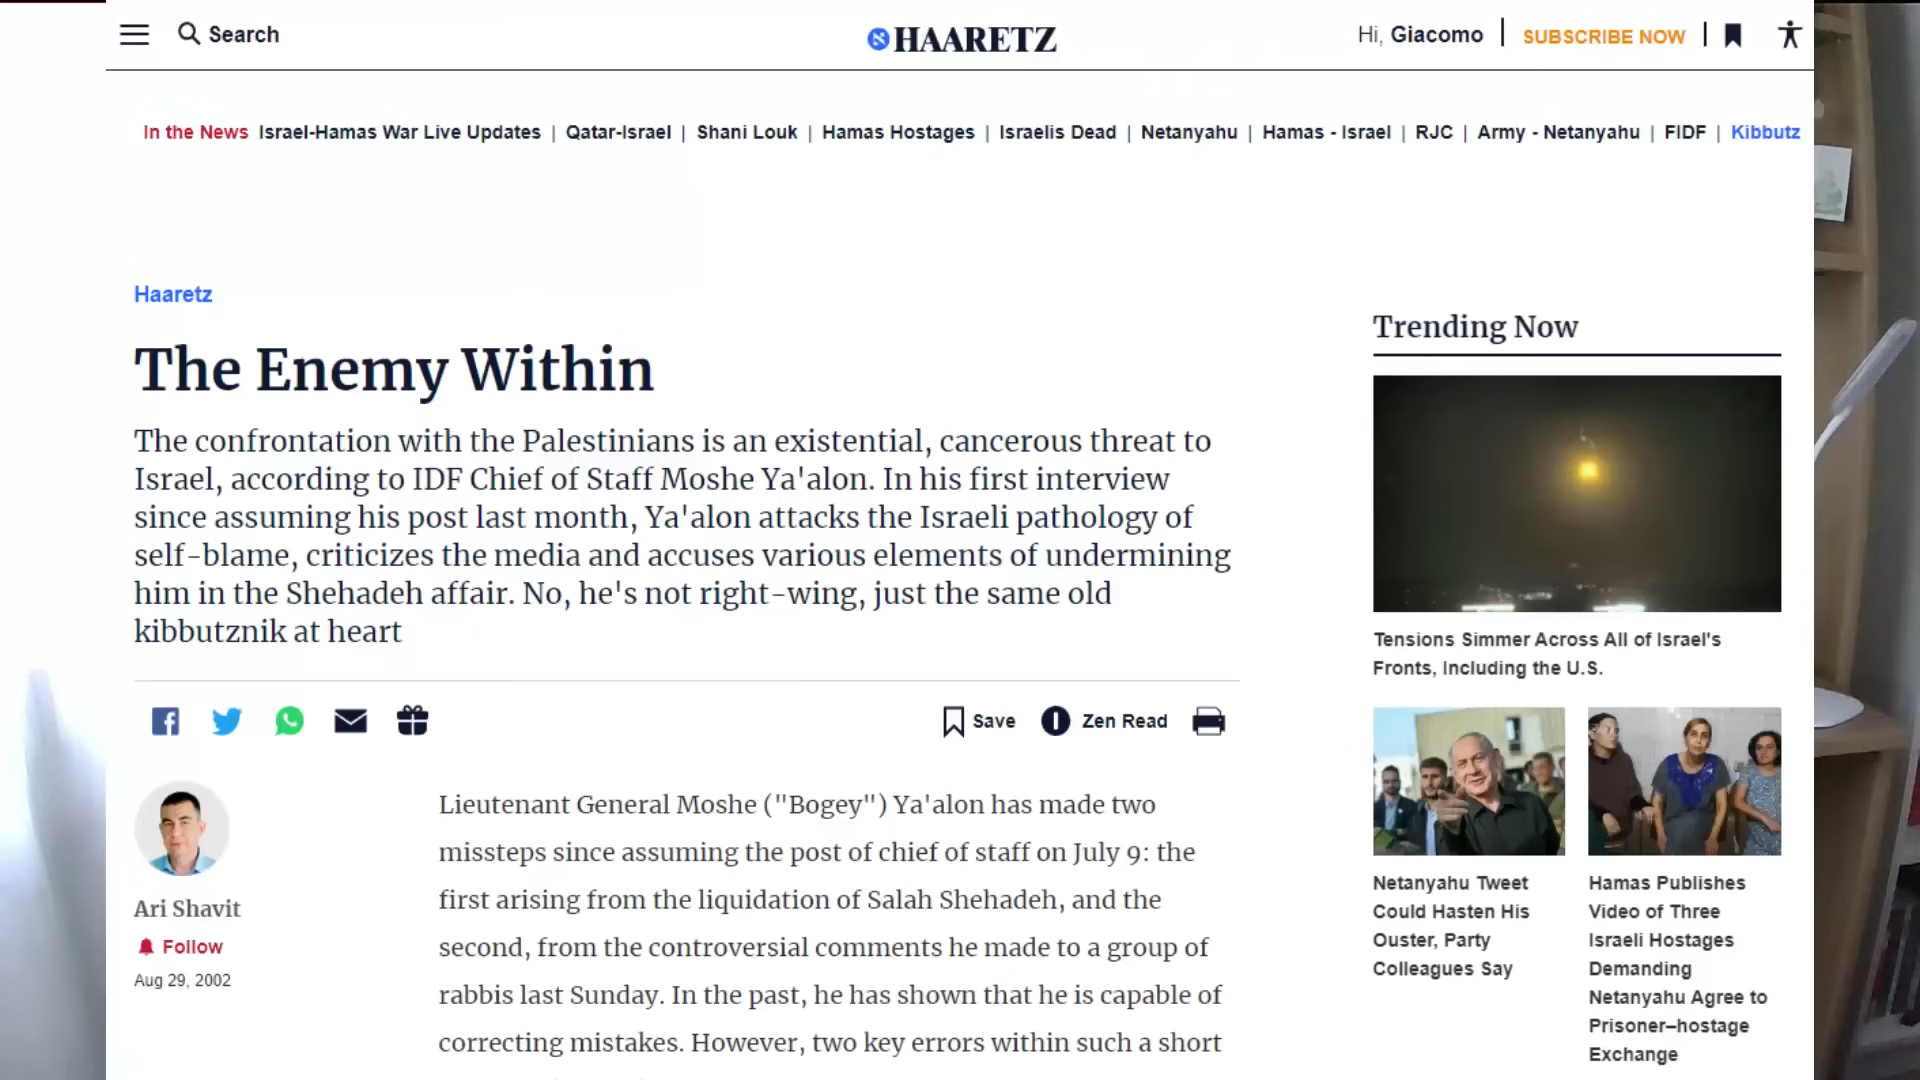 Search
HAARETZ
Hi, Giacomo
SUBSCRIBE NOW
In the News Israel-Hamas War Live Updates | Qatar-Israel | Shani Louk | Hamas Hostages | Israelis Dead | Netanyahu | Hamas - Israel | RJC | Army - Netanyahu | FIDF | Kibbutz
Haaretz
The Enemy Within
The confrontation with the Palestinians is an existential, cancerous threat to
Israel, according to IDF Chief of Staff Moshe Ya'alon. In his first interview
since assuming his post last month, Ya'alon attacks the Israeli pathology of
self-blame, criticizes the media and accuses various elements of undermining
him in the Shehadeh affair. No, he's not right-wing, just the same old
kibbutznik at heart
Save
Zen Read
Ari Shavit
Follow
Aug 29, 2002
Lieutenant General Moshe ("Bogey") Ya'alon has made two
missteps since assuming the post of chief of staff on July 9: the
first arising from the liquidation of Salah Shehadeh, and the
second, from the controversial comments he made to a group of
rabbis last Sunday. In the past, he has shown that he is capable of
correcting mistakes. However, two key errors within such a short
Trending Now
Tensions Simmer Across All of Israel's
Fronts, Including the U.S.
Netanyahu Tweet
Could Hasten His
Ouster, Party
Colleagues Say
Hamas Publishes
Video of Three
Israeli Hostages
Demanding
Netanyahu Agree to
Prisoner–hostage
Exchange